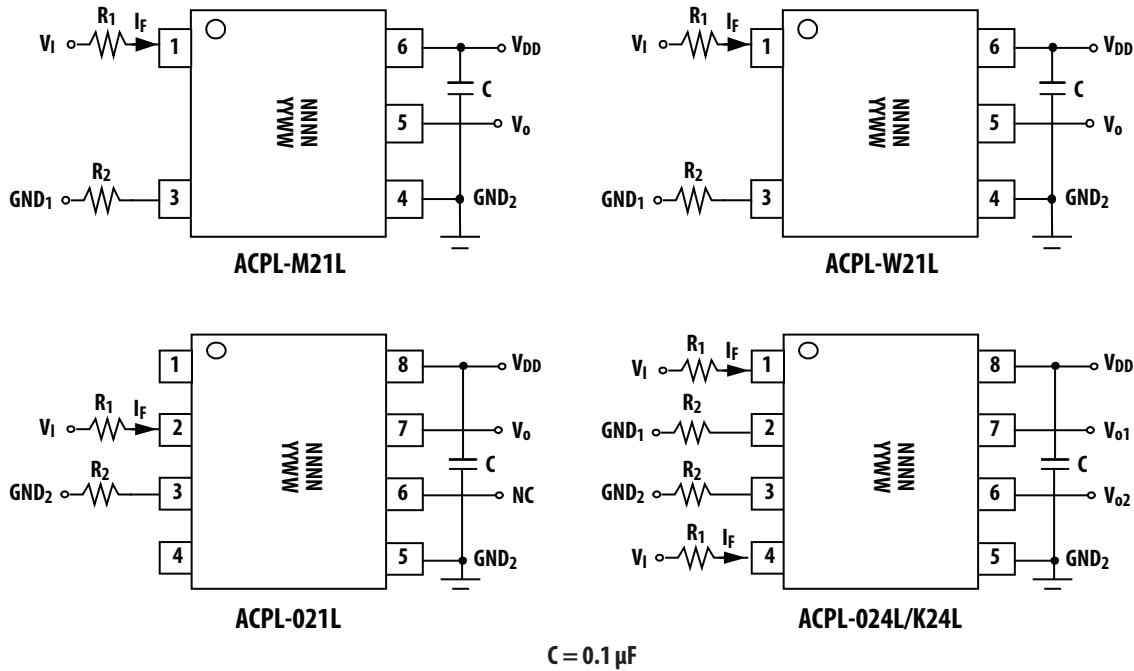 R1 IF
VI 1 6 VDD
C
NNNN
YYWW
5 Vo
R2
GND1 3 4 GND2
ACPL-M21L
R1 IF
VI 1 6 VDD
C
NNNN
YYWW
5 Vo
R2
GND1 3 4 GND2
ACPL-W21L
1 8 VDD
R1 IF
VI 2 7 Vo
NNNN
YYWW
C
R2
GND2 3 6 NC
4 5 GND2
ACPL-021L
R1 IF
VI 1 8 VDD
R2
GND1 2 7 Vo1
NNNN
YYWW
C
R2
GND2 3 6 Vo2
R1 IF
VI 4 5 GND2
ACPL-024L/K24L
C = 0.1 µF